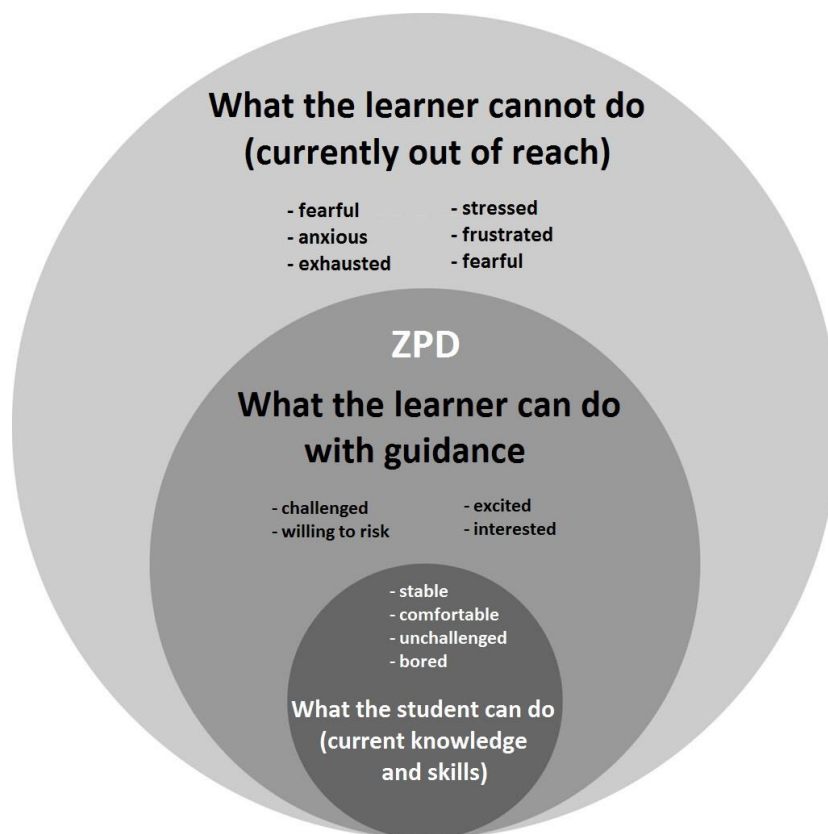 What the learner cannot do
(currently out of reach)
- fearful
- anxious
- exhausted
- stressed
- frustrated
- fearful
ZPD
What the learner can do
with guidance
- challenged
- willing to risk
- excited
- interested
- stable
- comfortable
- unchallenged
- bored
What the student can do
(current knowledge
and skills)